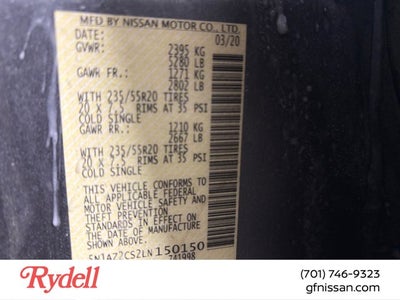 MFD BY NISSAN MOTOR CO., LTD.
DATE: 03/20
GVWR: 2395 KG
5280 LB
GAWR FR.: 1271 KG
2802 LB
WITH 235/55R20 TIRES
20 X 7.5 RIMS AT 35 PSI
COLD SINGLE
GAWR RR.: 1210 KG
2667 LB
WITH 235/55R20 TIRES
20 X 7.5 RIMS AT 35 PSI
COLD SINGLE
THIS VEHICLE CONFORMS TO
ALL APPLICABLE FEDERAL
MOTOR VEHICLE SAFETY AND
THEFT PREVENTION
STANDARDS IN EFFECT ON
THE DATE OF MANUFACTURE
SHOWN ABOVE.
5N1AZ2CS2LN150150
741998
Rydell
(701) 746-9323
gfnissan.com